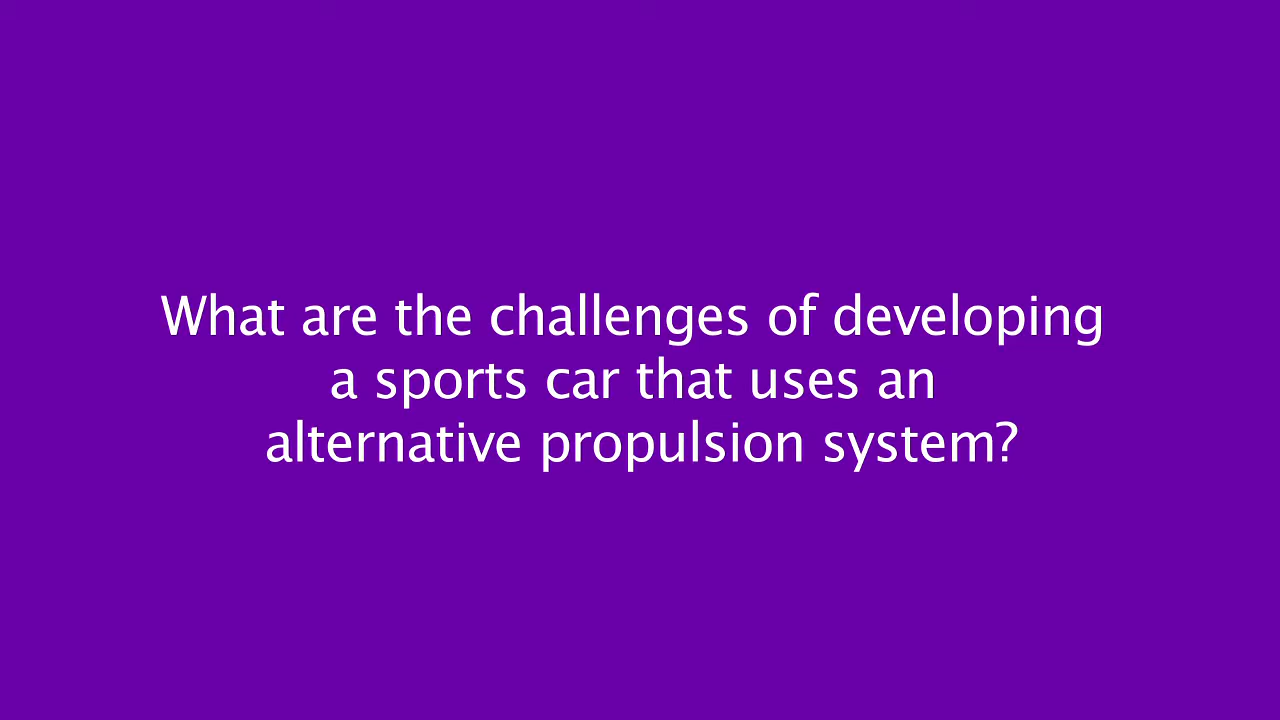 What are the challenges of developing
a sports car that uses an
alternative propulsion system?